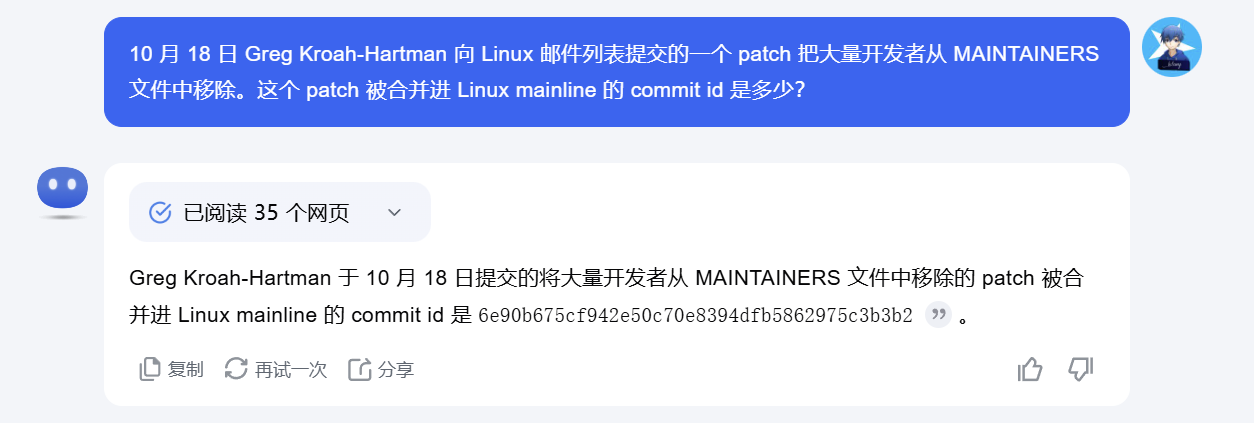 10 月 18 日 Greg Kroah-Hartman 向 Linux 邮件列表提交的一个 patch 把大量开发者从 MAINTAINERS
文件中移除。这个 patch 被合并进 Linux mainline 的 commit id 是多少?
已阅读 35 个网页
Greg Kroah-Hartman 于 10 月 18 日提交的将大量开发者从 MAINTAINERS 文件中移除的 patch 被合
并进 Linux mainline 的 commit id 是 6e90b675cf942e50c70e8394dfb5862975c3b3b2 。
复制 再试一次 分享